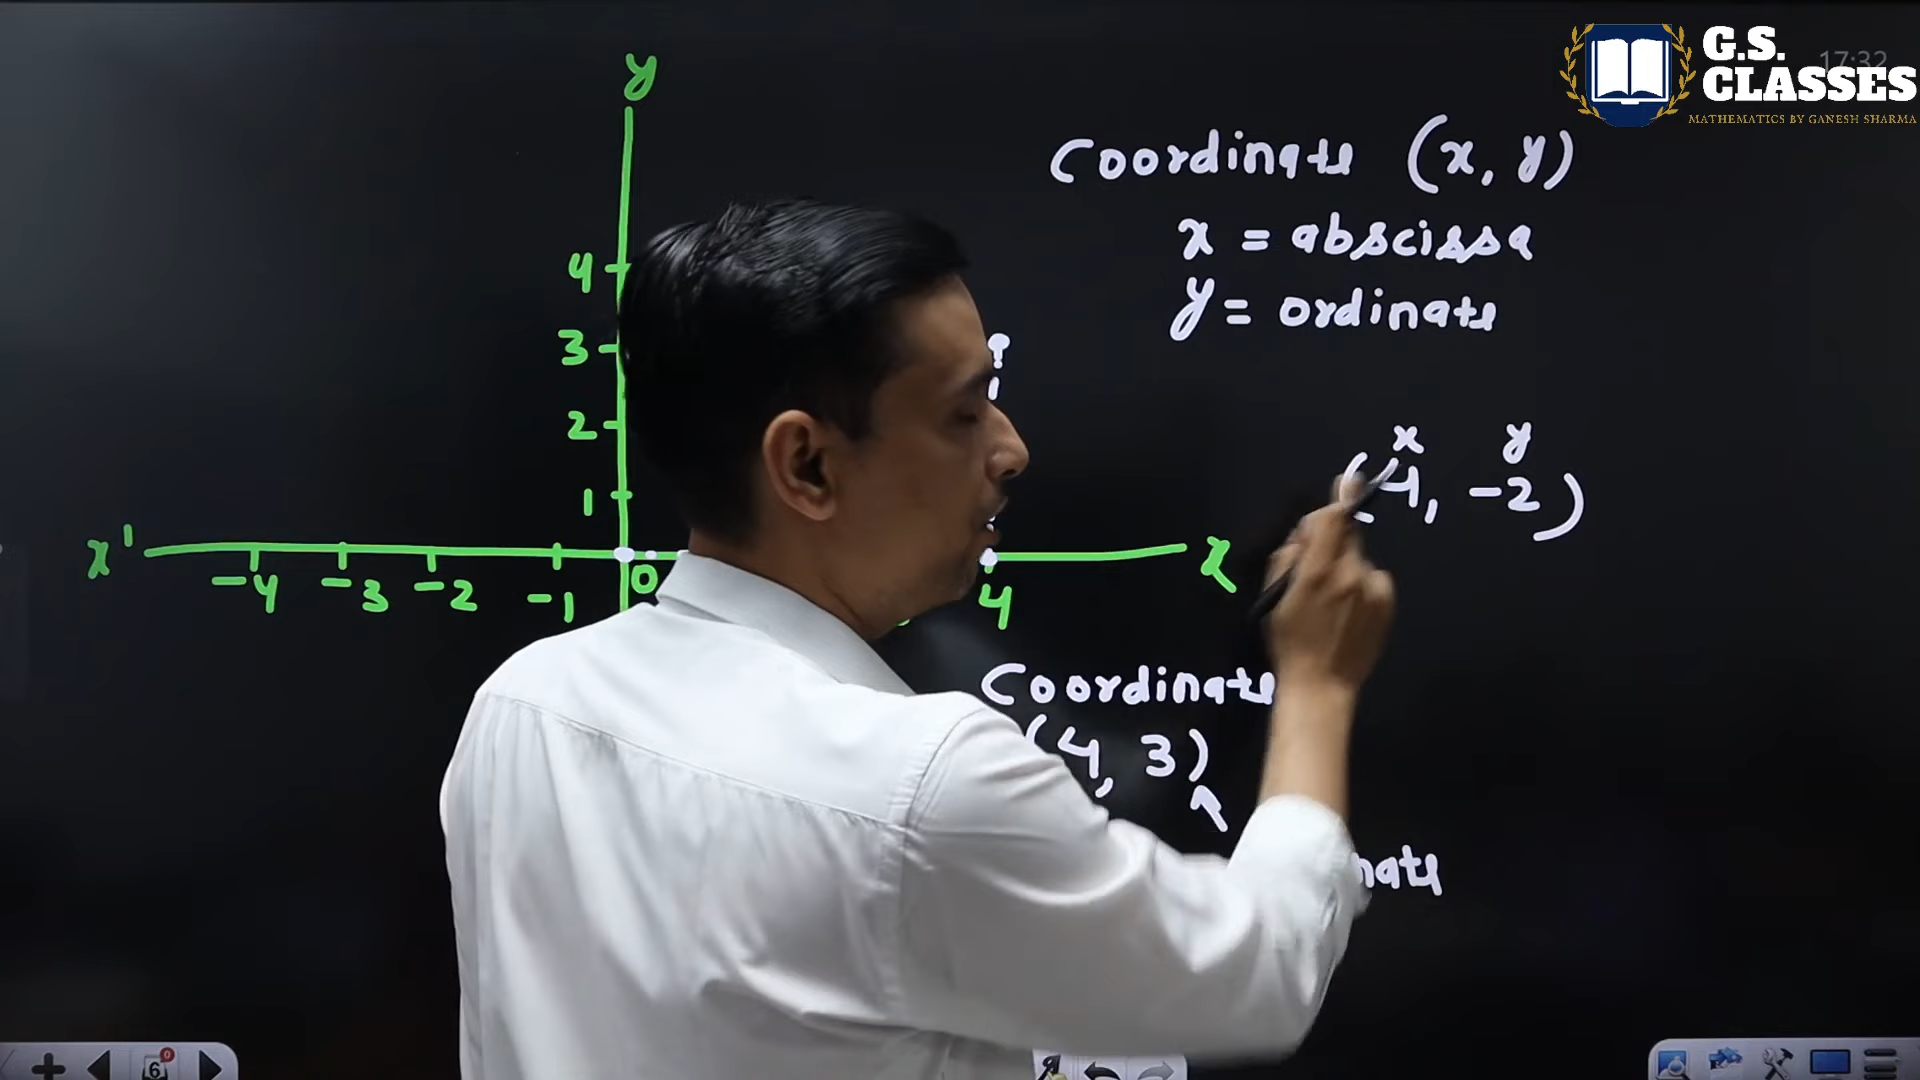 G.S.
CLASSES
MATHEMATICS BY GANESH SHARMA
17:32
y
Coordinate (x, y)
x = abscissa
y = ordinate
4
3
2
1
x y
(4, -2)
x'
-4 -3 -2 -1 0 4
x
Coordinate
(4, 3)
6
0